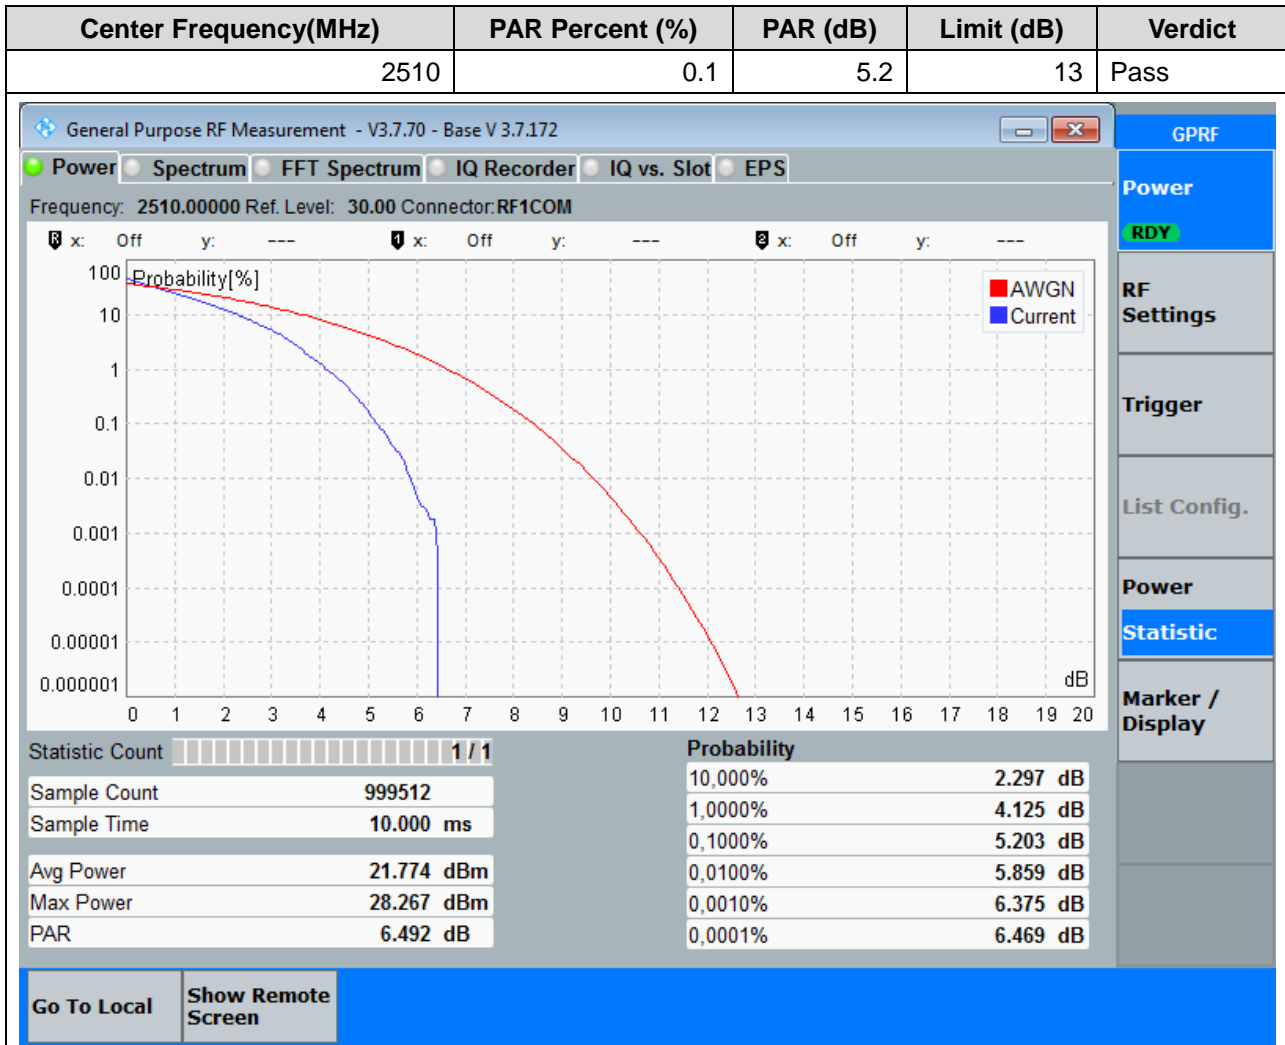 Center Frequency(MHz) PAR Percent (%) PAR (dB) Limit (dB) Verdict
2510 0.1 5.2 13 Pass
General Purpose RF Measurement - V3.7.70 - Base V 3.7.172
GPRF
Power Spectrum FFT Spectrum IQ Recorder IQ vs. Slot EPS
Frequency: 2510.00000 Ref. Level: 30.00 Connector: RF1COM
R x: Off y: --- 1 x: Off y: --- 2 x: Off y: ---
Probability[%]
100
10
1
0.1
0.01
0.001
0.0001
0.00001
0.000001
AWGN
Current
dB
0 1 2 3 4 5 6 7 8 9 10 11 12 13 14 15 16 17 18 19 20
Statistic Count 1 / 1
Sample Count 999512
Sample Time 10.000 ms
Avg Power 21.774 dBm
Max Power 28.267 dBm
PAR 6.492 dB
Probability
10,000% 2.297 dB
1,0000% 4.125 dB
0,1000% 5.203 dB
0,0100% 5.859 dB
0,0010% 6.375 dB
0,0001% 6.469 dB
Power
RDY
RF
Settings
Trigger
List Config.
Power
Statistic
Marker /
Display
Go To Local
Show Remote
Screen